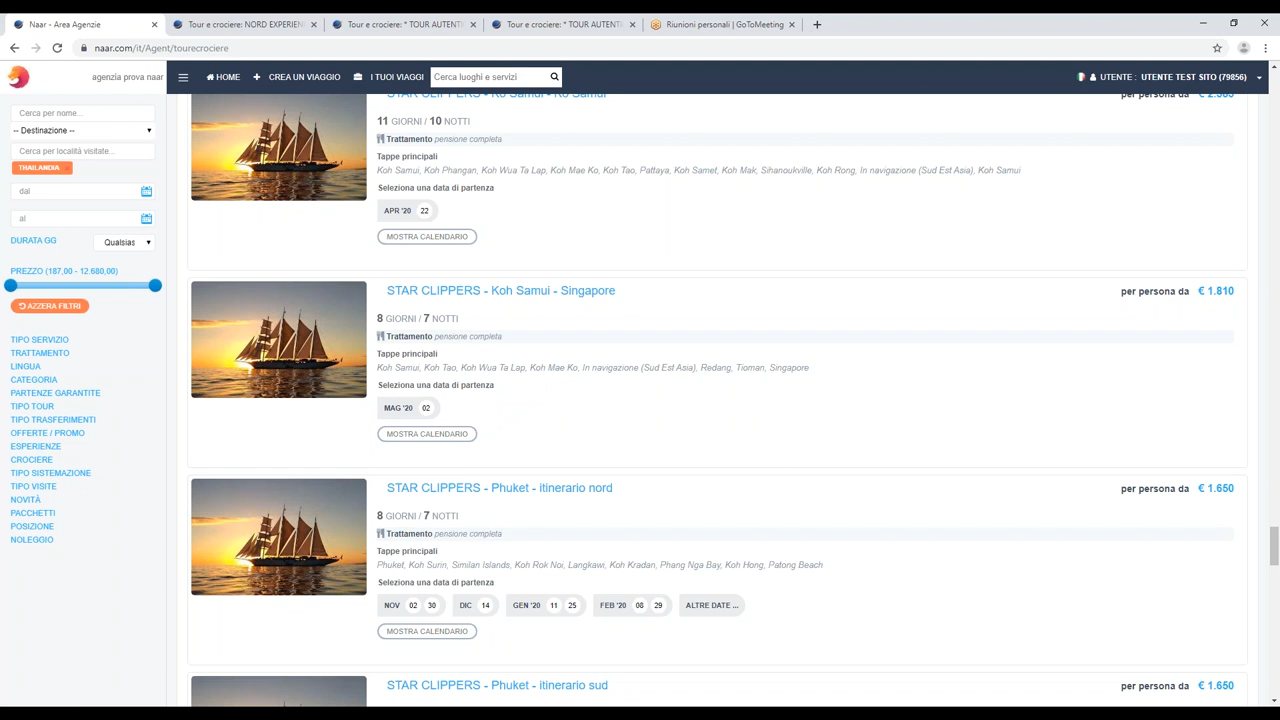 Naar - Area Agenzie
Tour e crociere: NORD EXPERIEN
Tour e crociere: * TOUR AUTENTI
Tour e crociere: * TOUR AUTENTI
Riunioni personali | GoToMeeting
naar.com/it/Agent/tourecrociere
agenzia prova naar
HOME
CREA UN VIAGGIO
I TUOI VIAGGI
Cerca luoghi e servizi
UTENTE : UTENTE TEST SITO (79856)
Cerca per nome...
-- Destinazione --
Cerca per località visitate...
THAILANDIA
dal
al
DURATA GG
Qualsias
PREZZO (187,00 - 12.680,00)
AZZERA FILTRI
TIPO SERVIZIO
TRATTAMENTO
LINGUA
CATEGORIA
PARTENZE GARANTITE
TIPO TOUR
TIPO TRASFERIMENTI
OFFERTE / PROMO
ESPERIENZE
CROCIERE
TIPO SISTEMAZIONE
TIPO VISITE
NOVITÀ
PACCHETTI
POSIZIONE
NOLEGGIO
STAR CLIPPERS - Ko Samui - Ko Samui
per persona da
11 GIORNI / 10 NOTTI
Trattamento pensione completa
Tappe principali
Koh Samui, Koh Phangan, Koh Wua Ta Lap, Koh Mae Ko, Koh Tao, Pattaya, Koh Samet, Koh Mak, Sihanoukville, Koh Rong, In navigazione (Sud Est Asia), Koh Samui
Seleziona una data di partenza
APR '20 22
MOSTRA CALENDARIO
STAR CLIPPERS - Koh Samui - Singapore
per persona da € 1.810
8 GIORNI / 7 NOTTI
Trattamento pensione completa
Tappe principali
Koh Samui, Koh Tao, Koh Wua Ta Lap, Koh Mae Ko, In navigazione (Sud Est Asia), Redang, Tioman, Singapore
Seleziona una data di partenza
MAG '20 02
MOSTRA CALENDARIO
STAR CLIPPERS - Phuket - itinerario nord
per persona da € 1.650
8 GIORNI / 7 NOTTI
Trattamento pensione completa
Tappe principali
Phuket, Koh Surin, Similan islands, Koh Rok Noi, Langkawi, Koh Kradan, Phang Nga Bay, Koh Hong, Patong Beach
Seleziona una data di partenza
NOV 02 30 DIC 14 GEN '20 11 25 FEB '20 08 29 ALTRE DATE ...
MOSTRA CALENDARIO
STAR CLIPPERS - Phuket - itinerario sud
per persona da € 1.650